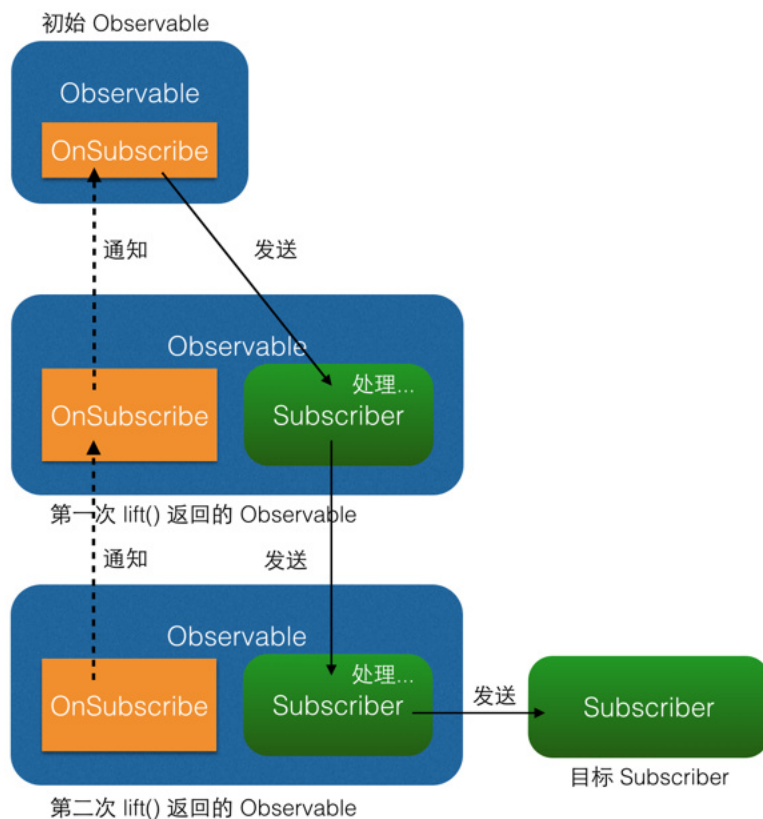 初始 Observable
Observable
OnSubscribe
通知
发送
Observable
处理...
OnSubscribe
Subscriber
第一次 lift() 返回的 Observable
通知
发送
Observable
处理...
OnSubscribe
Subscriber
发送
Subscriber
目标 Subscriber
第二次 lift() 返回的 Observable